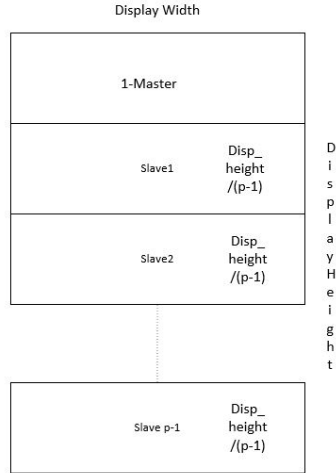 Display Width
1-Master
Slave1
Disp_
height
/(p-1)
Slave2
Disp_
height
/(p-1)
Slave p-1
Disp_
height
/(p-1)
D
i
s
p
l
a
y
H
e
i
g
h
t